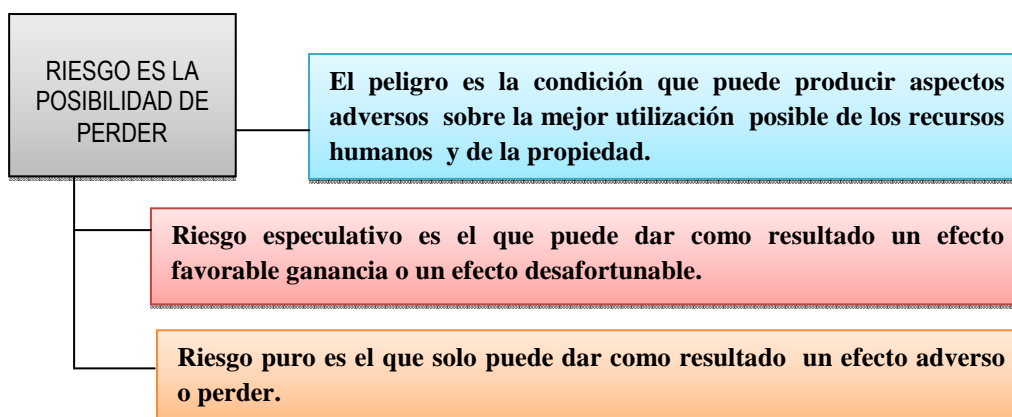 RIESGO ES LA
POSIBILIDAD DE
PERDER
El peligro es la condición que puede producir aspectos
adversos sobre la mejor utilización posible de los recursos
humanos y de la propiedad.
Riesgo especulativo es el que puede dar como resultado un efecto
favorable ganancia o un efecto desafortunable.
Riesgo puro es el que solo puede dar como resultado un efecto adverso
o perder.